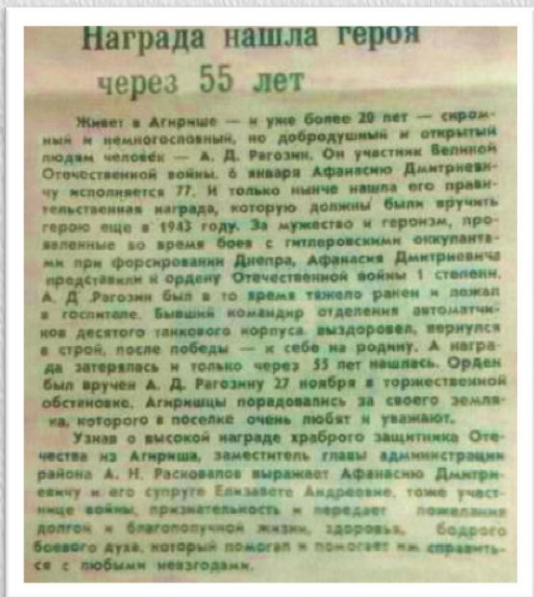 Награда нашла героя
через 55 лет
Живет в Агирише — и уже более 20 лет — скром-
ный и немногословный, но добродушный и открытый
людям человек — А. Д. Рагозин. Он участник Великой
Отечественной войны. 6 января Афанасию Дмитриеви-
чу исполняется 77. И только нынче нашла его прави-
тельственная награда, которую должны были вручить
герою еще в 1943 году. За мужество и героизм, про-
явленные во время боев с гитлеровскими оккупанта-
ми при форсировании Днепра, Афанасия Дмитриевича
представили к ордену Отечественной войны 1 степени.
А. Д. Рагозин был в то время тяжело ранен и лежал
в госпитале. Бывший командир отделения автоматчи-
ков десятого танкового корпуса выздоровел, вернулся
в строй, после победы — к себе на родину. А награ-
да затерялась и только через 55 лет нашлась. Орден
был вручен А. Д. Рагозину 27 ноября в торжественной
обстановке. Агиришцы порадовались за своего земля-
ка, которого в поселке очень любят и уважают.
Узнав о высокой награде храброго защитника Оте-
чества из Агириша, заместитель главы администрации
района А. Н. Расковалов выражает Афанасию Дмитри-
евичу и его супруге Елизавете Андреевне, тоже участ-
нице войны, признательность и передает пожелания
долгой и благополучной жизни, здоровья, бодрого
боевого духа, который помогал и помогает им справить-
ся с любыми невзгодами.